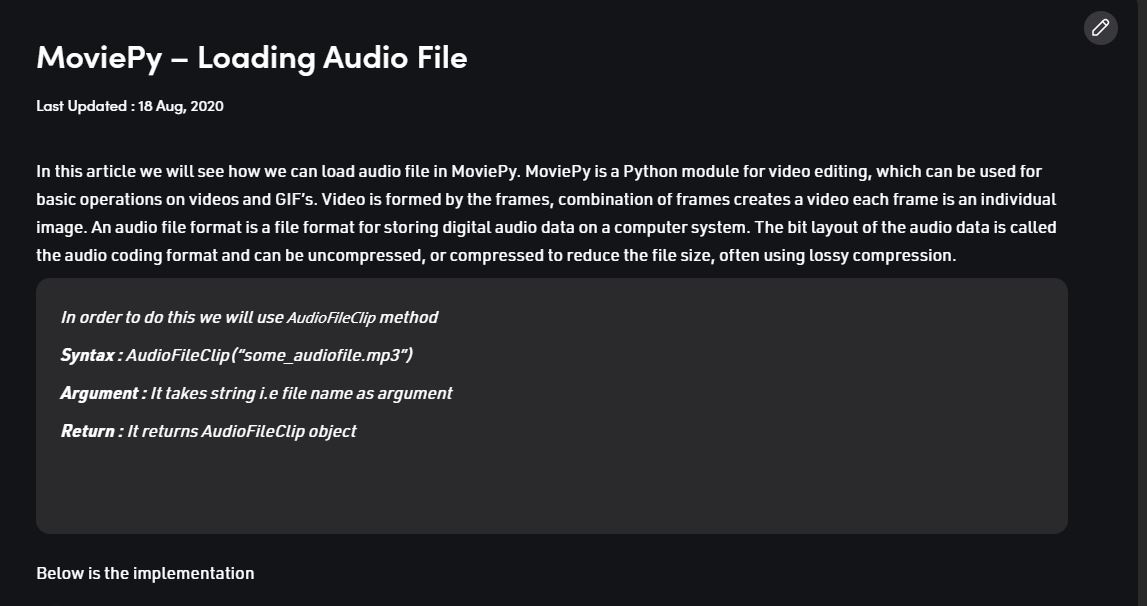 MoviePy – Loading Audio File
Last Updated : 18 Aug, 2020
In this article we will see how we can load audio file in MoviePy. MoviePy is a Python module for video editing, which can be used for
basic operations on videos and GIF’s. Video is formed by the frames, combination of frames creates a video each frame is an individual
image. An audio file format is a file format for storing digital audio data on a computer system. The bit layout of the audio data is called
the audio coding format and can be uncompressed, or compressed to reduce the file size, often using lossy compression.
In order to do this we will use AudioFileClip method
Syntax : AudioFileClip(“some_audiofile.mp3”)
Argument : It takes string i.e file name as argument
Return : It returns AudioFileClip object
Below is the implementation